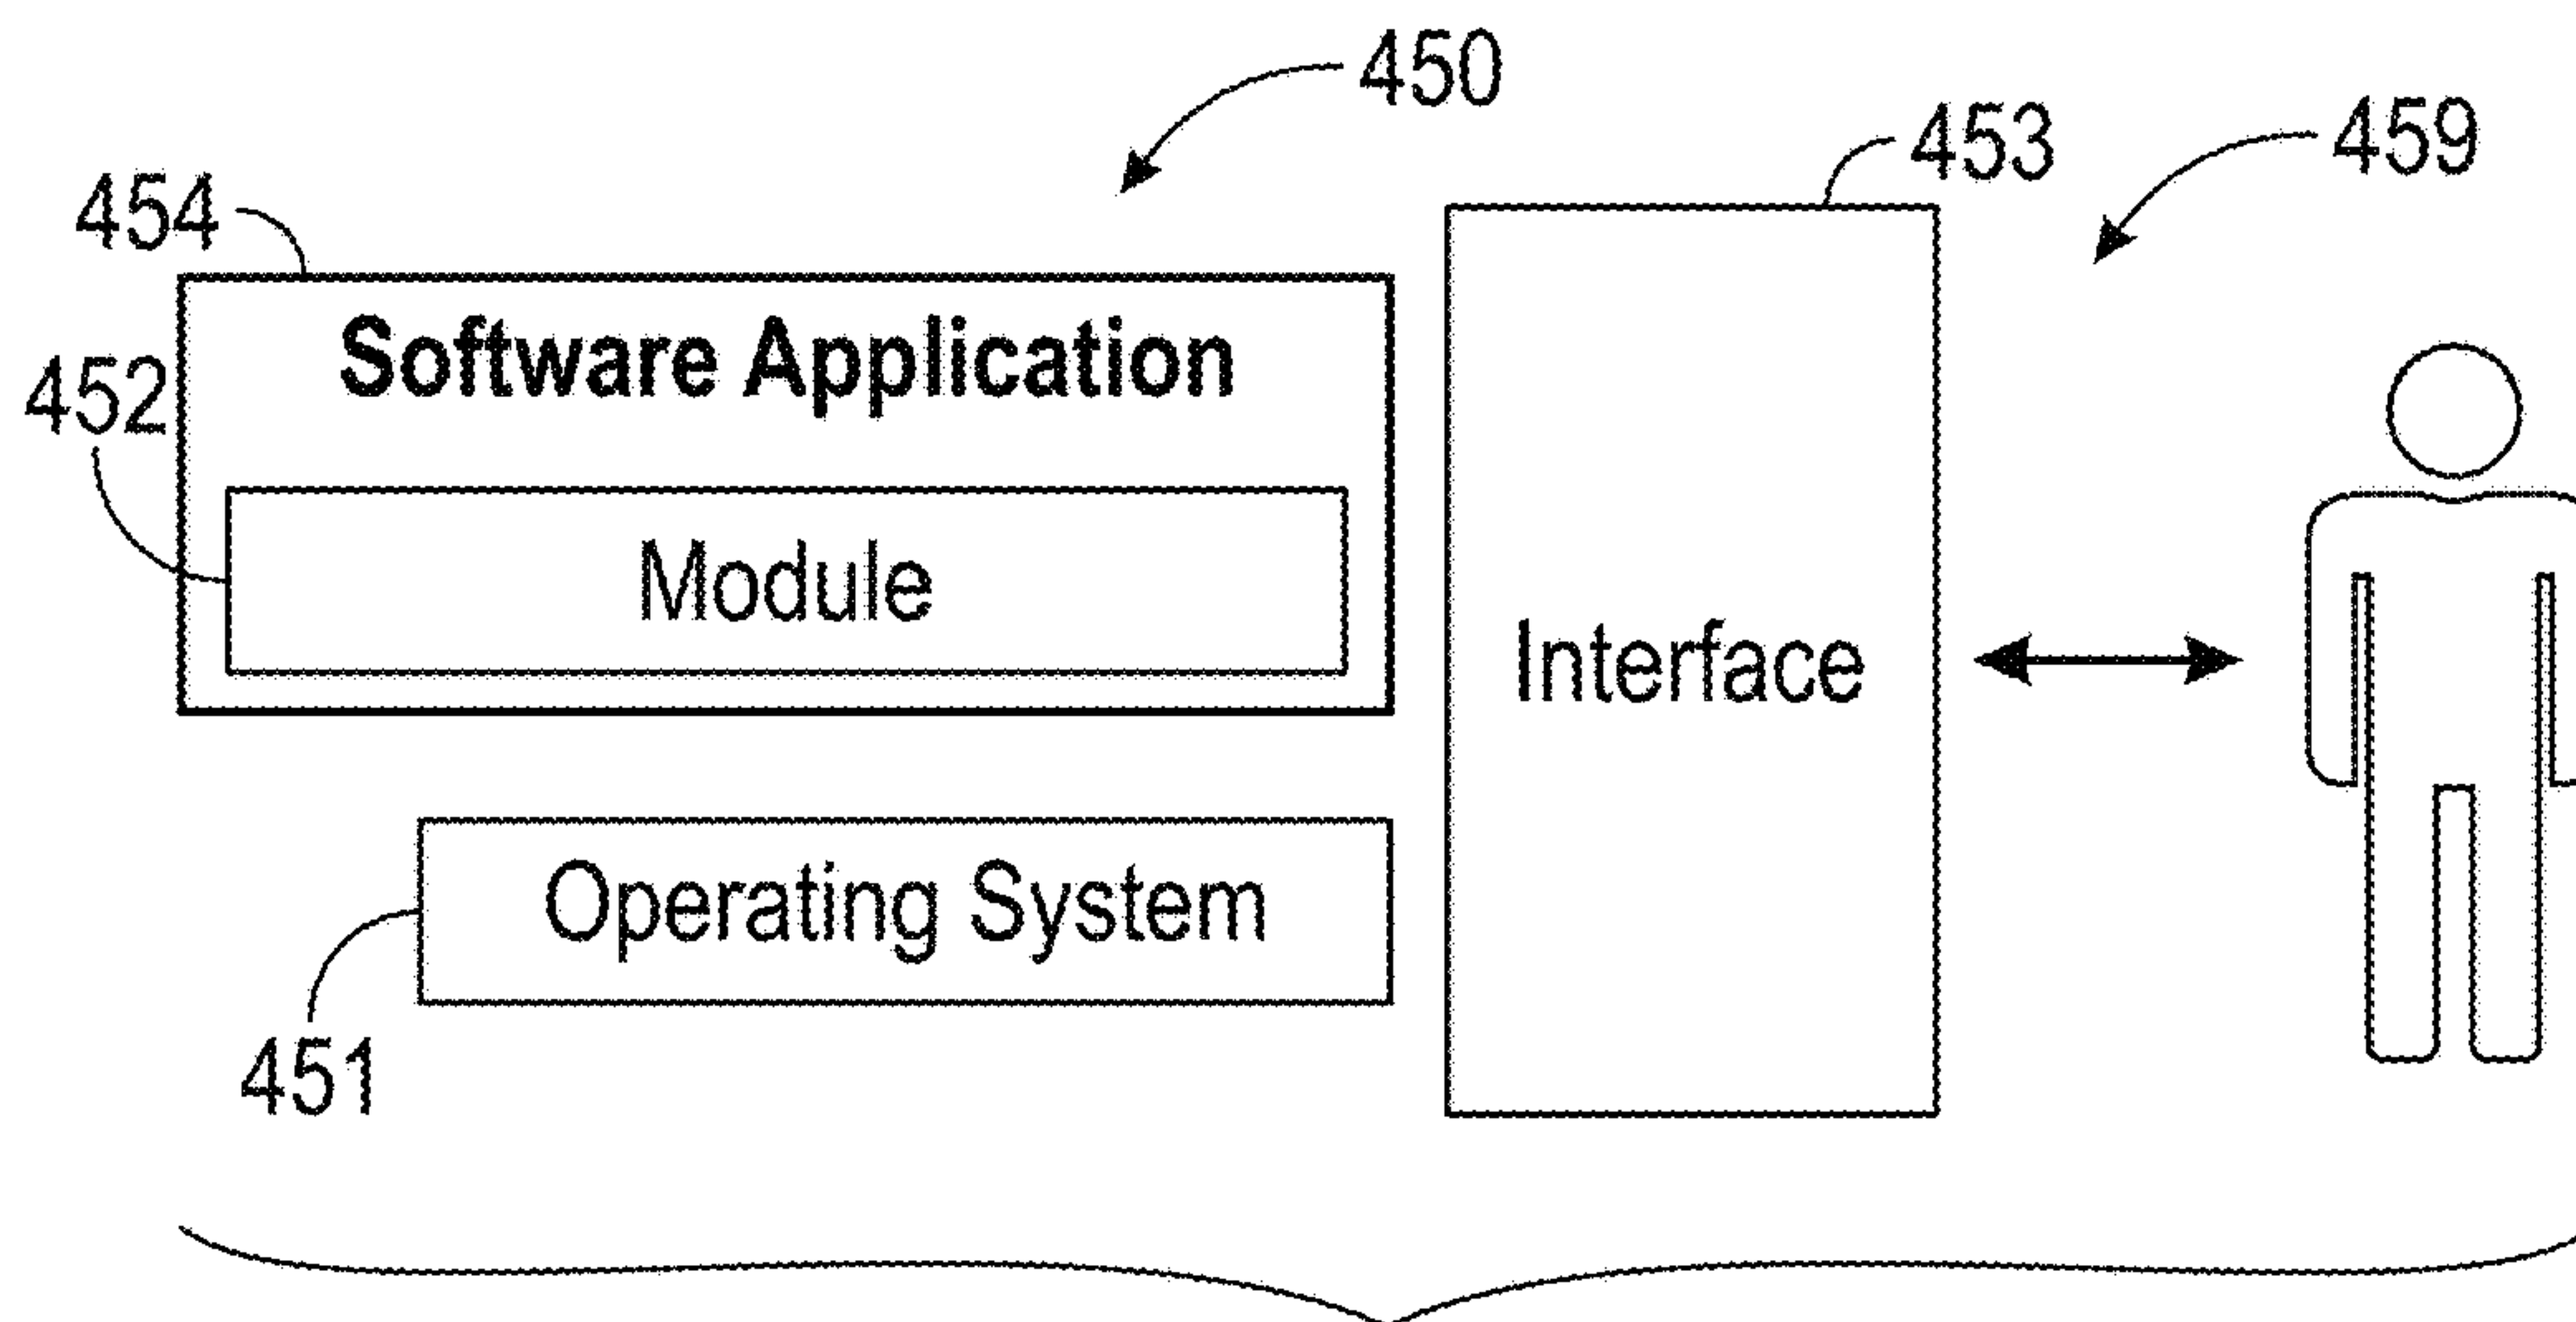 450
453
459
454
Software Application
452
Module
Interface
Operating System
451